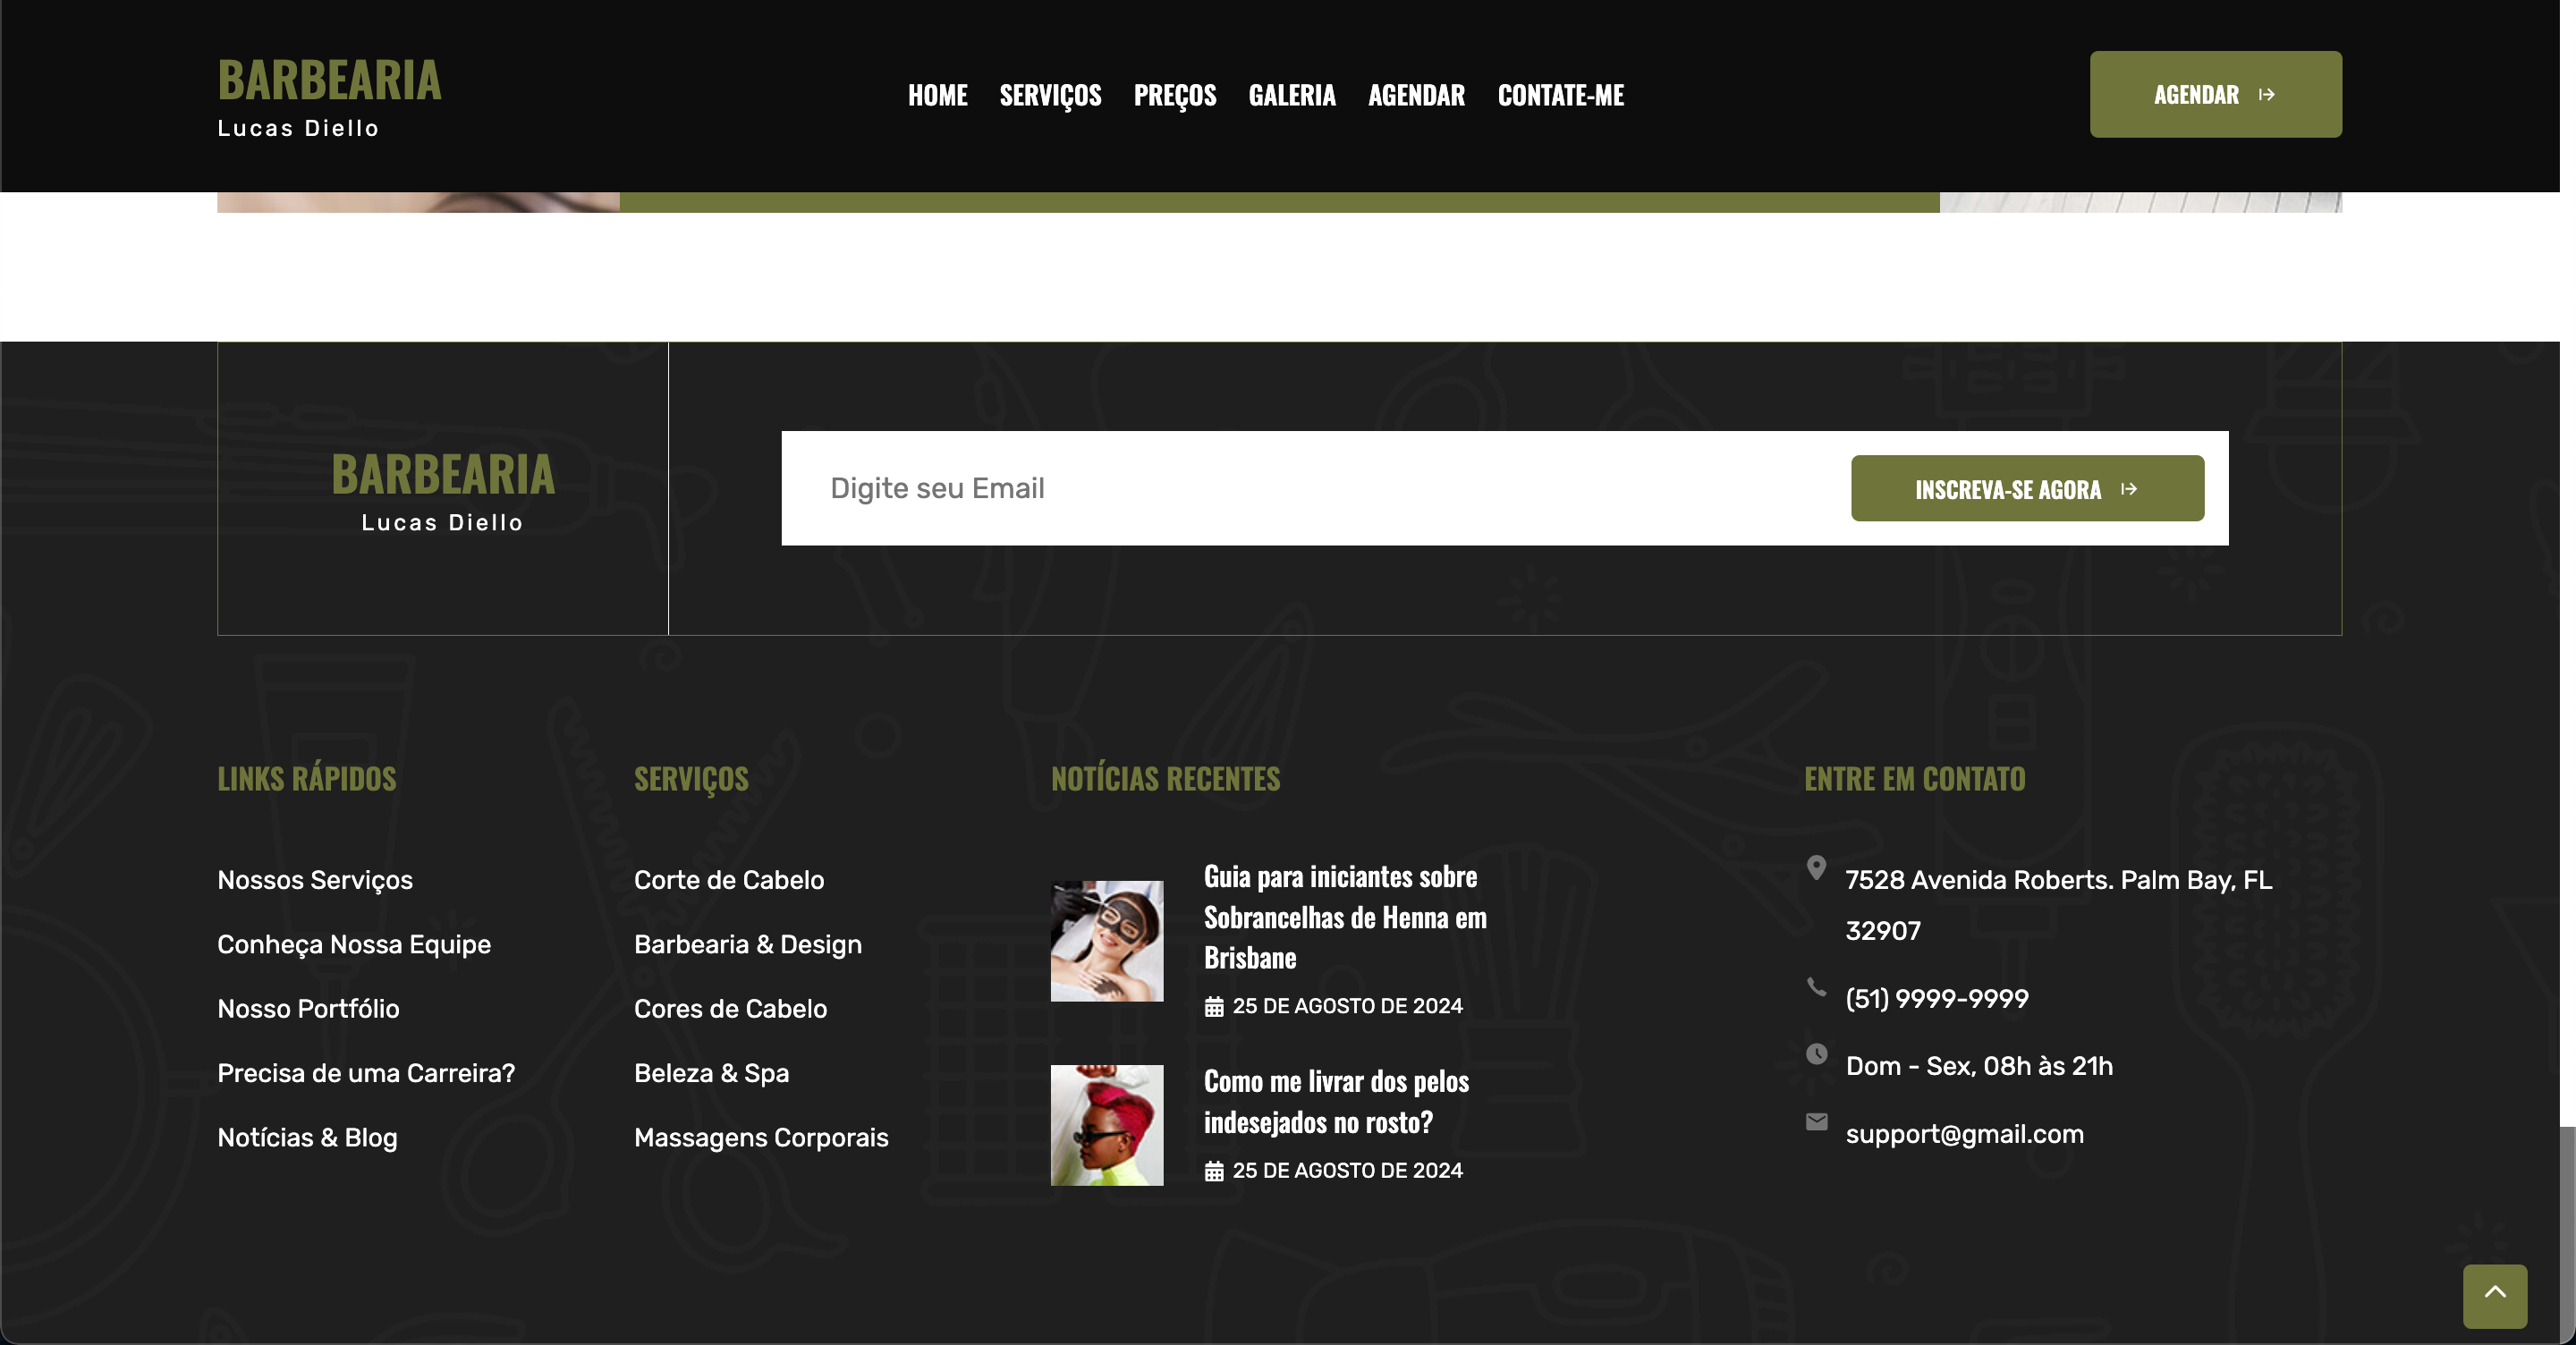 BARBEARIA
Lucas Diello
HOME SERVIÇOS PREÇOS GALERIA AGENDAR CONTATE-ME
AGENDAR
BARBEARIA
Lucas Diello
Digite seu Email
INSCREVA-SE AGORA
LINKS RÁPIDOS
Nossos Serviços
Conheça Nossa Equipe
Nosso Portfólio
Precisa de uma Carreira?
Notícias & Blog
SERVIÇOS
Corte de Cabelo
Barbearia & Design
Cores de Cabelo
Beleza & Spa
Massagens Corporais
NOTÍCIAS RECENTES
Guia para iniciantes sobre
Sobrancelhas de Henna em
Brisbane
25 DE AGOSTO DE 2024
Como me livrar dos pelos
indesejados no rosto?
25 DE AGOSTO DE 2024
ENTRE EM CONTATO
7528 Avenida Roberts. Palm Bay, FL
32907
(51) 9999-9999
Dom - Sex, 08h às 21h
support@gmail.com